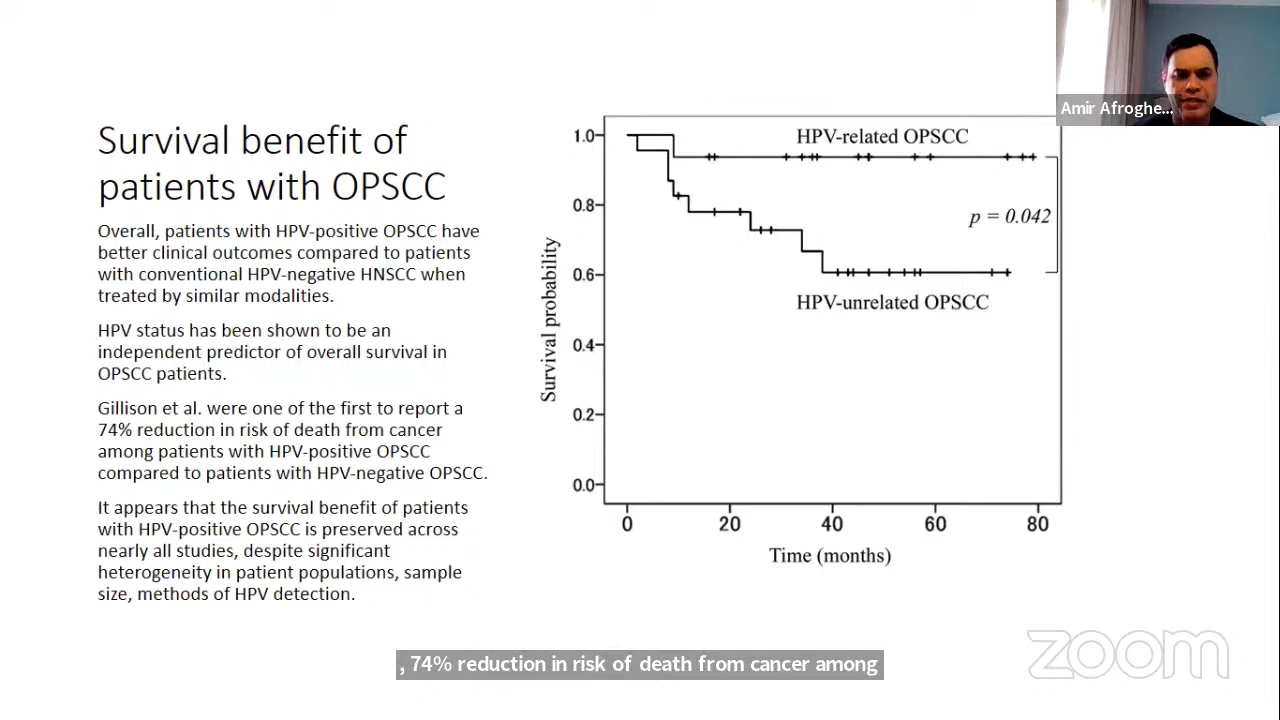 Amir Afroghe...
Survival benefit of
patients with OPSCC
Overall, patients with HPV-positive OPSCC have
better clinical outcomes compared to patients
with conventional HPV-negative HNSCC when
treated by similar modalities.
HPV status has been shown to be an
independent predictor of overall survival in
OPSCC patients.
Gillison et al. were one of the first to report a
74% reduction in risk of death from cancer
among patients with HPV-positive OPSCC
compared to patients with HPV-negative OPSCC.
It appears that the survival benefit of patients
with HPV-positive OPSCC is preserved across
nearly all studies, despite significant
heterogeneity in patient populations, sample
size, methods of HPV detection.
Survival probability
1.0
0.8
0.6
0.4
0.2
0.0
HPV-related OPSCC
p = 0.042
HPV-unrelated OPSCC
0 20 40 60 80
Time (months)
, 74% reduction in risk of death from cancer among
zoom